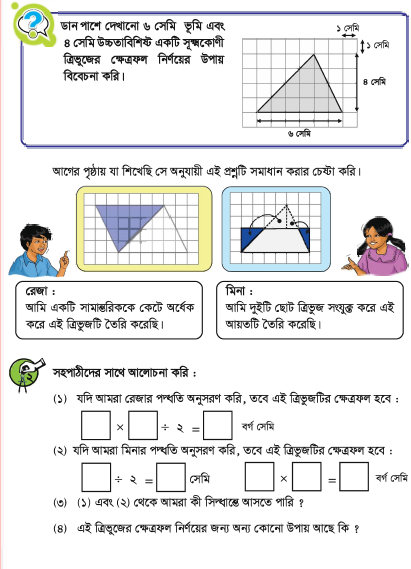 ডান পাশে দেখানো ৬ সেমি ভূমি এবং
৪ সেমি উচ্চতাবিশিষ্ট একটি সূক্ষ্মকোণী
ত্রিভুজের ক্ষেত্রফল নির্ণয়ের উপায়
বিবেচনা করি।
১ সেমি
১ সেমি
৪ সেমি
৬ সেমি
আগের পৃষ্ঠায় যা শিখেছি সে অনুযায়ী এই প্রশ্নটি সমাধান করার চেষ্টা করি।
রেজা :
আমি একটি সামান্তরিককে কেটে অর্ধেক
করে এই ত্রিভুজটি তৈরি করেছি।
মিনা :
আমি দুইটি ছোট ত্রিভুজ সংযুক্ত করে এই
আয়তটি তৈরি করেছি।
সহপাঠীদের সাথে আলোচনা করি :
(১) যদি আমরা রেজার পদ্ধতি অনুসরণ করি, তবে এই ত্রিভুজটির ক্ষেত্রফল হবে :
× ÷ ২ = বর্গ সেমি
(২) যদি আমরা মিনার পদ্ধতি অনুসরণ করি, তবে এই ত্রিভুজটির ক্ষেত্রফল হবে :
÷ ২ = সেমি × = বর্গ সেমি
(৩) (১) এবং (২) থেকে আমরা কী সিদ্ধান্তে আসতে পারি ?
(৪) এই ত্রিভুজের ক্ষেত্রফল নির্ণয়ের জন্য অন্য কোনো উপায় আছে কি ?